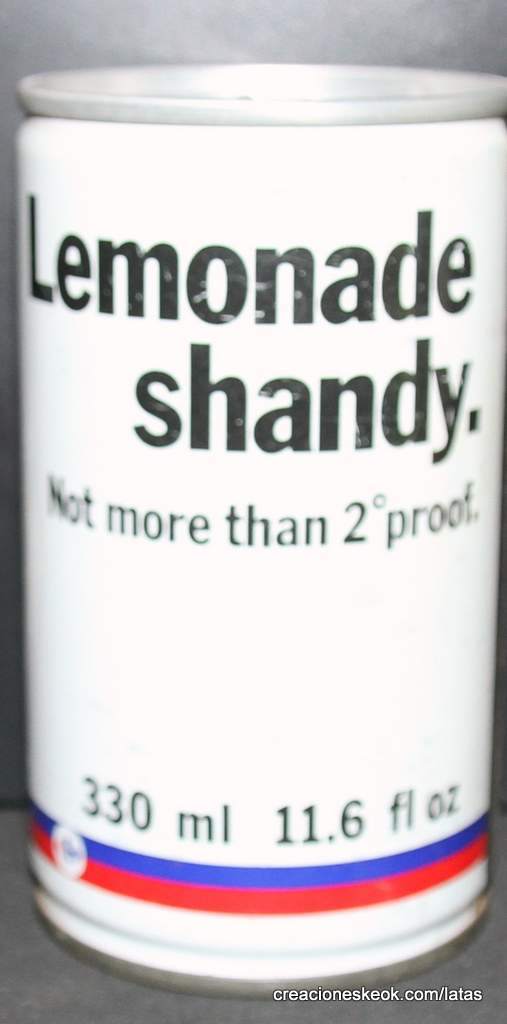 Lemonade
shandy.
Not more than 2° proof.
330 ml 11.6 fl oz
creacioneskeok.com/latas